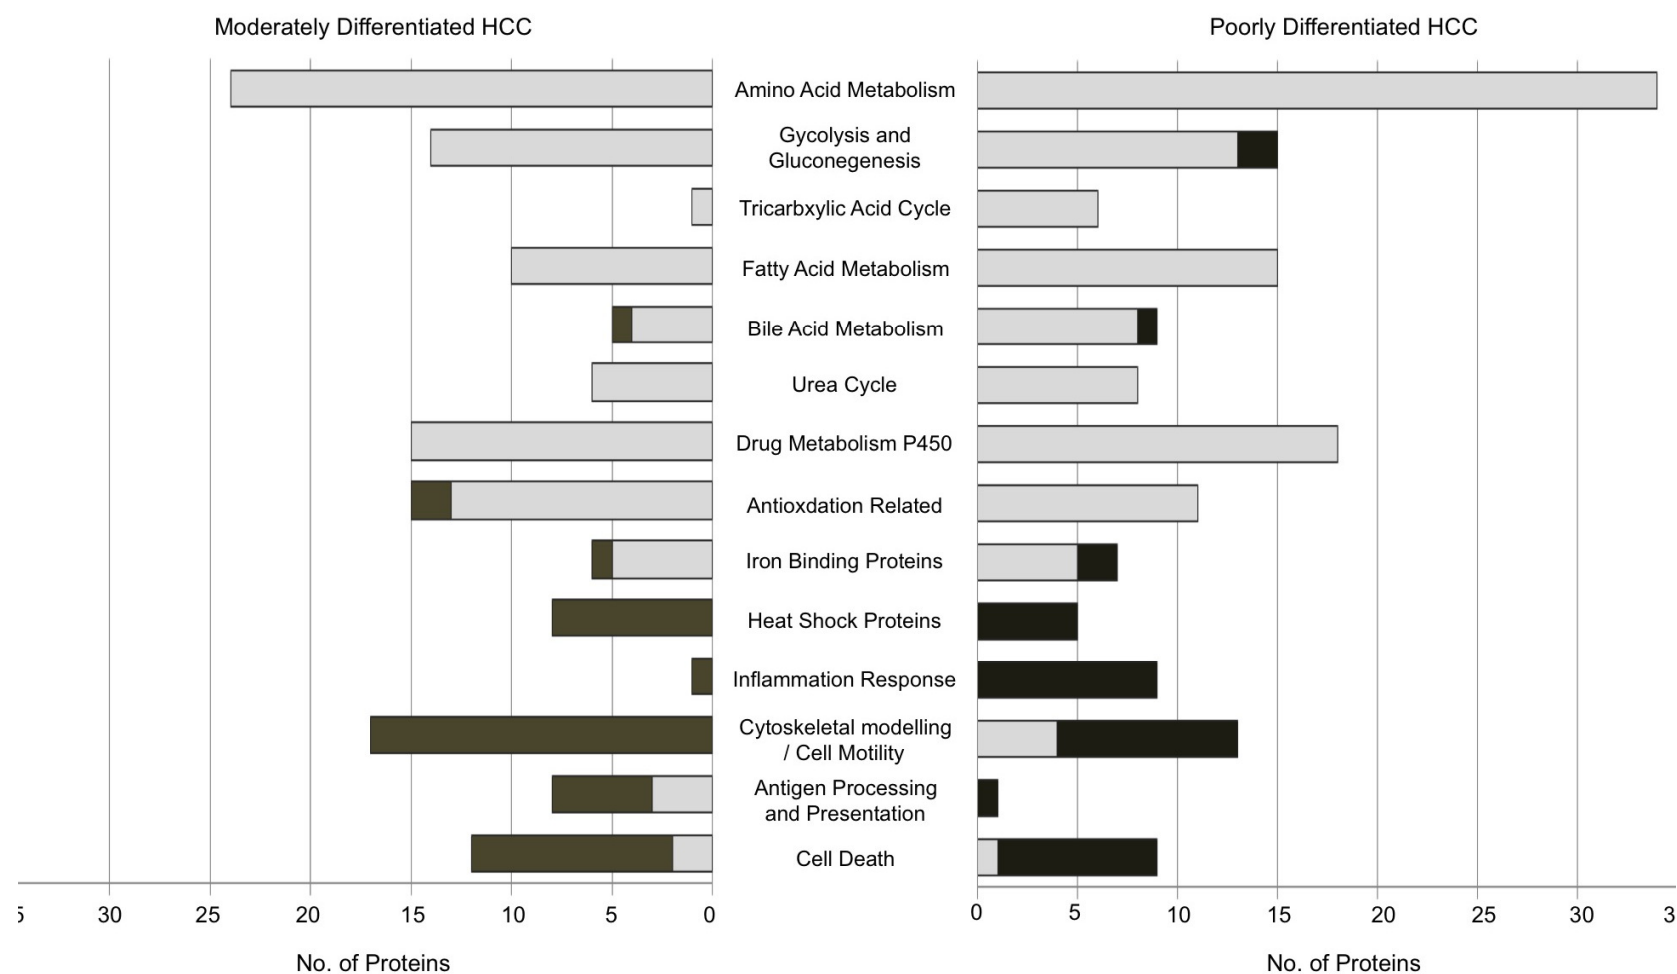 Moderately Differentiated HCC
Poorly Differentiated HCC
Amino Acid Metabolism
Gycolysis and
Gluconegenesis
Tricarbxylic Acid Cycle
Fatty Acid Metabolism
Bile Acid Metabolism
Urea Cycle
Drug Metabolism P450
Antioxdation Related
Iron Binding Proteins
Heat Shock Proteins
Inflammation Response
Cytoskeletal modelling
/ Cell Motility
Antigen Processing
and Presentation
Cell Death
5 30 25 20 15 10 5 0
0 5 10 15 20 25 30 3
No. of Proteins
No. of Proteins